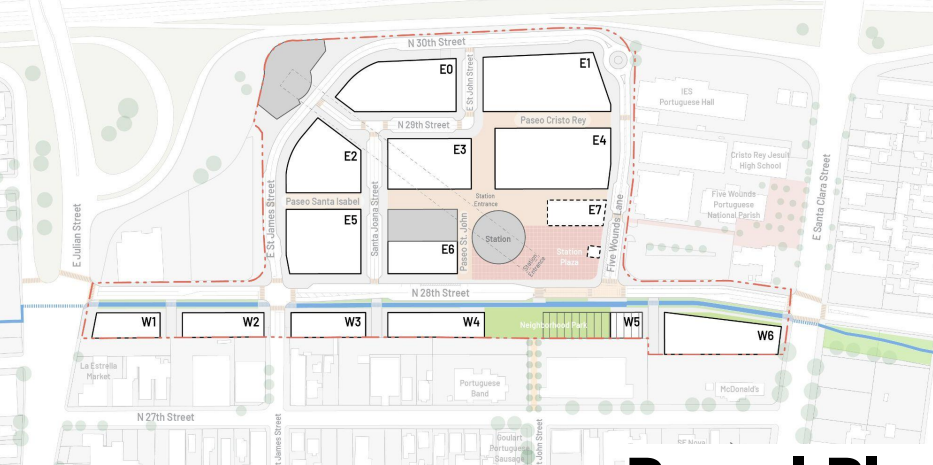 N 30th Street
E0
E1
E St John Street
IES
Portuguese Hall
N 29th Street
Paseo Cristo Rey
E2
E3
E4
Cristo Rey Jesuit
High School
E Santa Clara Street
Paseo Santa Isabel
Santa Joana Street
Station
Entrance
E St James Street
E Julian Street
E5
E6
Paseo St. John
Station
E7
Five Wounds Lane
Five Wounds
Portuguese
National Parish
Station
Plaza
Station
Entrance
N 28th Street
W1
W2
W3
W4
Neighborhood Park
W5
W6
La Estrella
Market
Portuguese
Band
McDonald's
N 27th Street
St James Street
t John Street
Goulart
Portuguese
Sausage